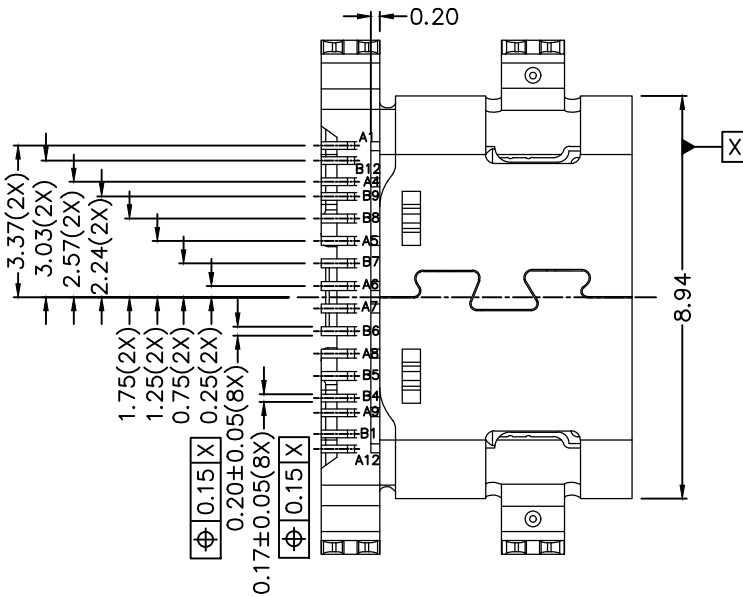 0.20
X
A1
B12
A4
B9
B8
A5
B7
A6
A7
B6
A8
B5
B4
A9
B1
A12
3.37(2X)
3.03(2X)
2.57(2X)
2.24(2X)
1.75(2X)
1.25(2X)
0.75(2X)
0.25(2X)
0.20±0.05(8X)
⌖ 0.15 X
0.17±0.05(8X)
⌖ 0.15 X
8.94